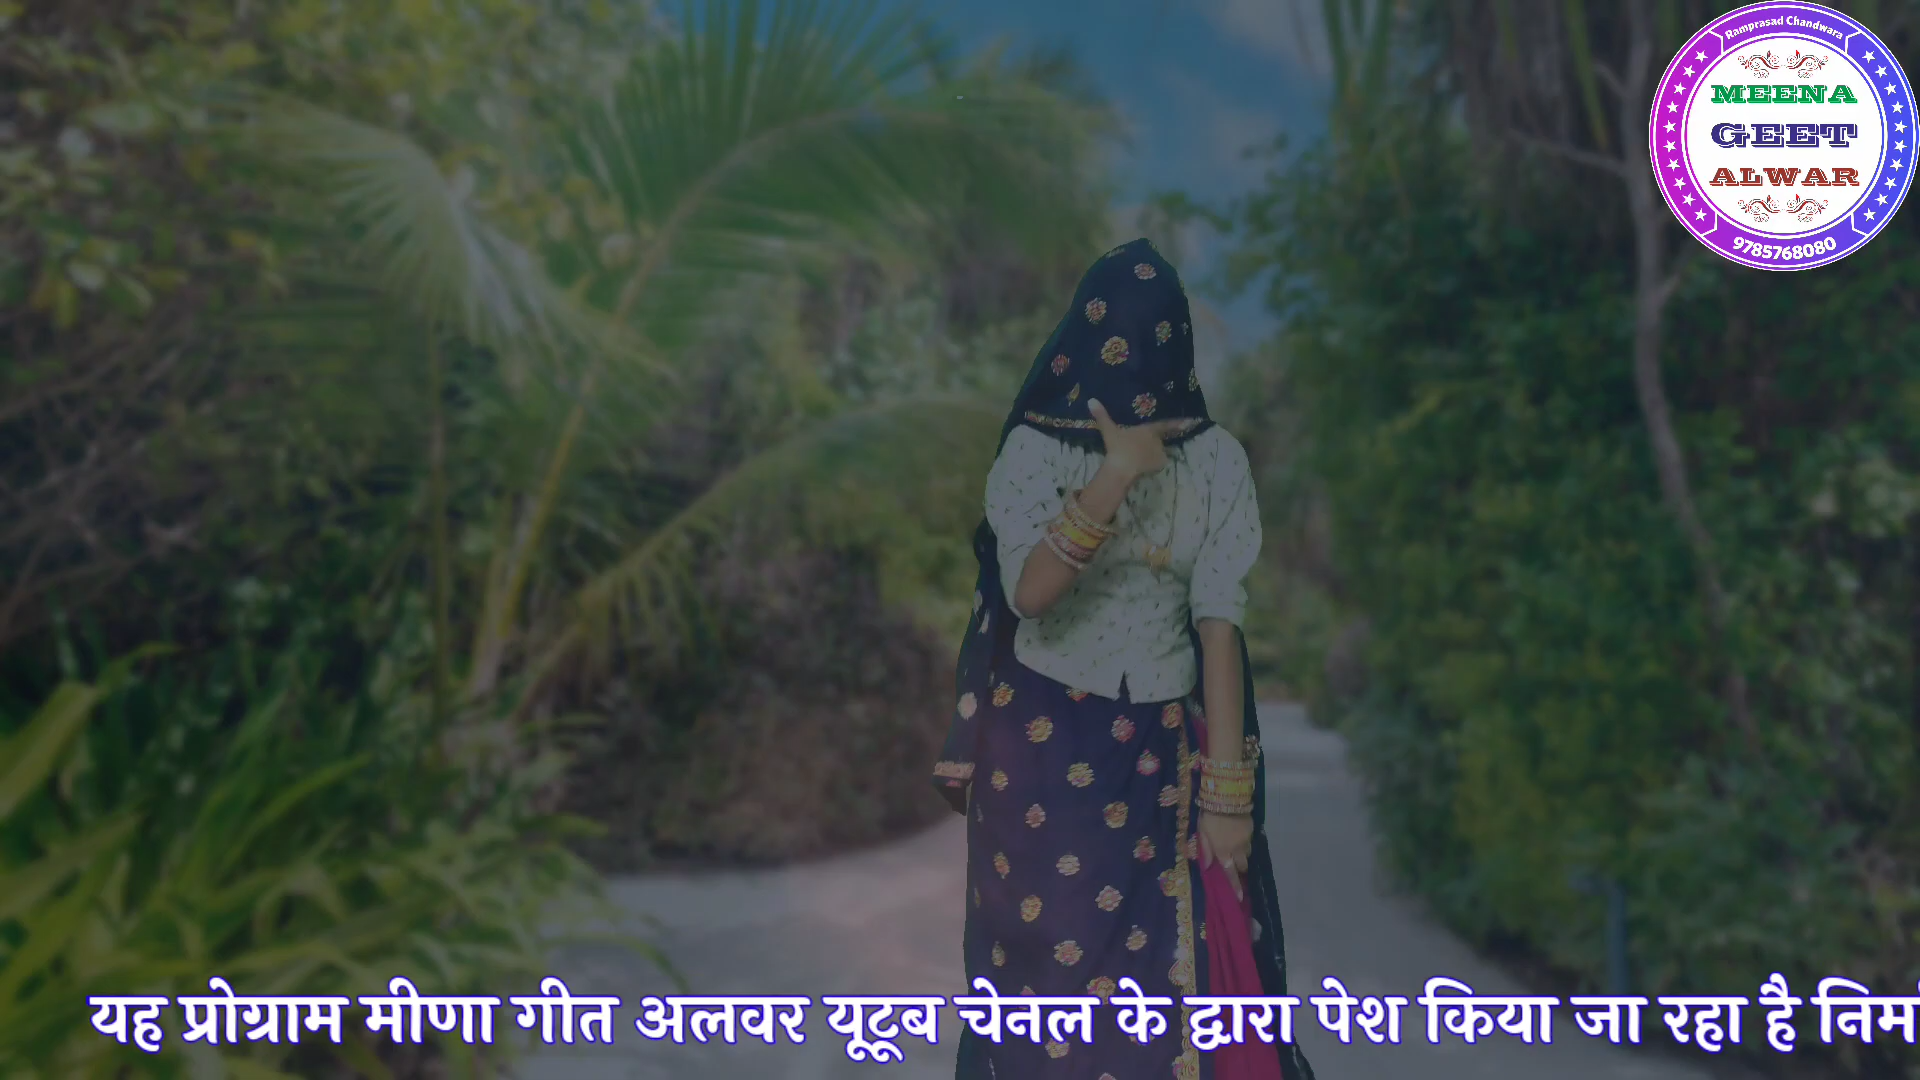 Ramprasad Chandwara
MEENA
GEET
ALWAR
9785768080
यह प्रोग्राम मीणा गीत अलवर यूटूब चेनल के द्वारा पेश किया जा रहा है